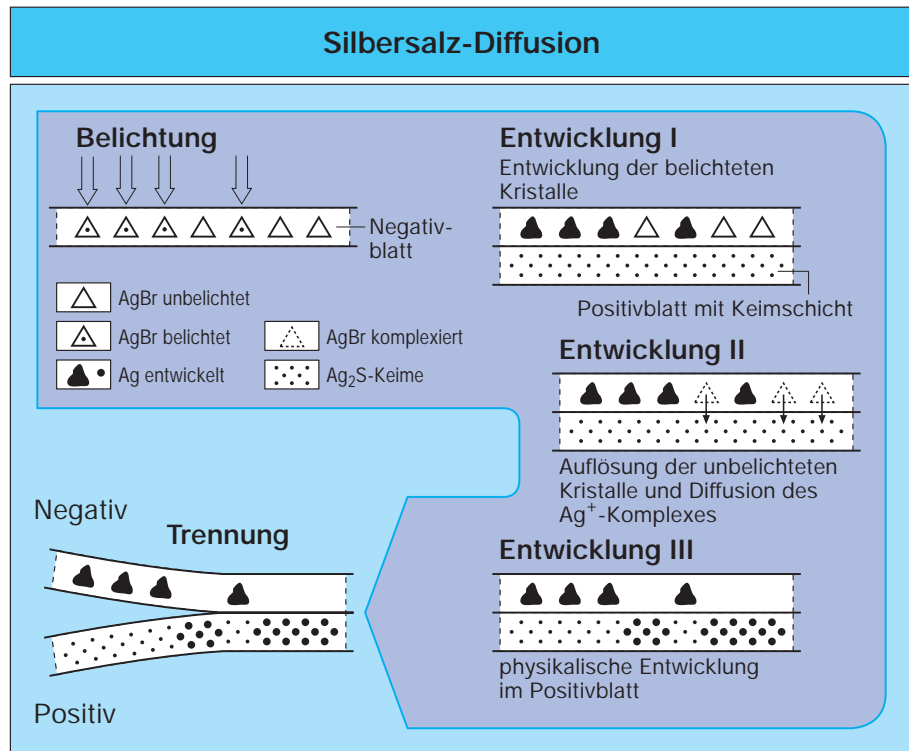 Silbersalz-Diffusion
Belichtung
Negativ-
blatt
AgBr unbelichtet
AgBr belichtet
AgBr komplexiert
Ag entwickelt
Ag₂S-Keime
Entwicklung I
Entwicklung der belichteten
Kristalle
Positivblatt mit Keimschicht
Entwicklung II
Auflösung der unbelichteten
Kristalle und Diffusion des
Ag⁺-Komplexes
Entwicklung III
physikalische Entwicklung
im Positivblatt
Negativ
Trennung
Positiv